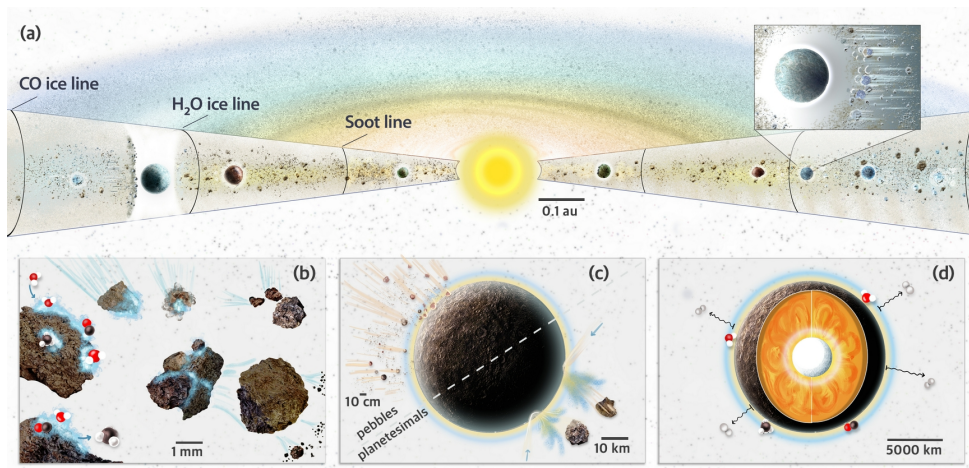 (a)
CO ice line
H₂O ice line
Soot line
0.1 au
(b)
1 mm
(c)
10 cm
pebbles
planetesimals
10 km
(d)
5000 km